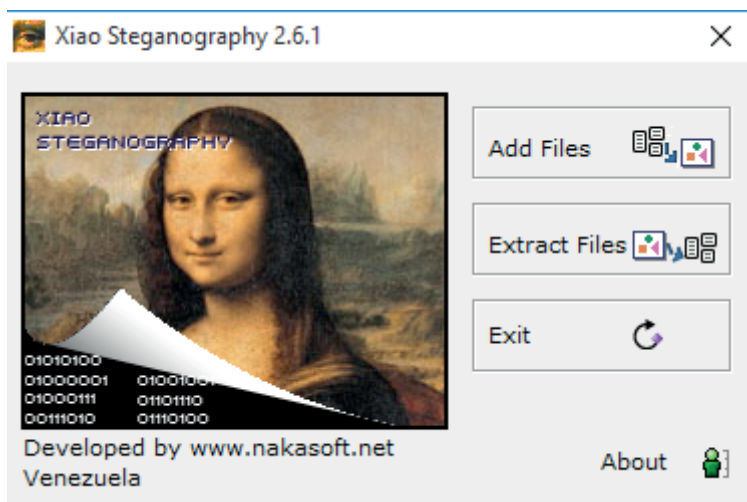 Xiao Steganography 2.6.1
XIAO
STEGANOGRAPHY
Add Files
Extract Files
Exit
01010100
01000001 01001001
01000111 01101110
00111010 01110100
Developed by www.nakasoft.net
Venezuela
About